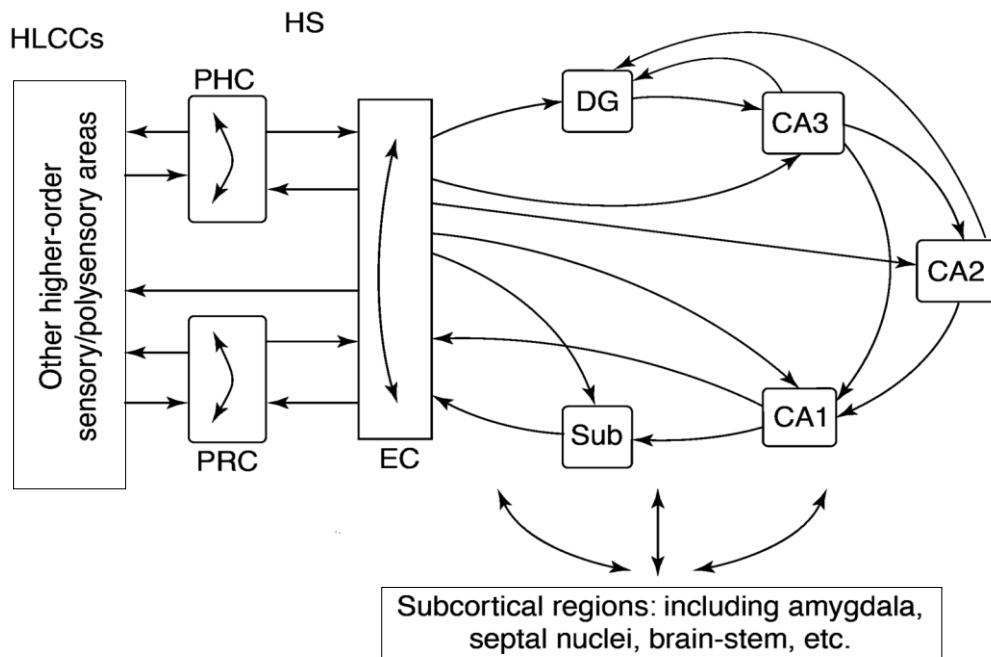 HLCCs
HS
PHC
PRC
EC
Other higher-order
sensory/polysensory areas
DG
CA3
CA2
CA1
Sub
Subcortical regions: including amygdala,
septal nuclei, brain-stem, etc.